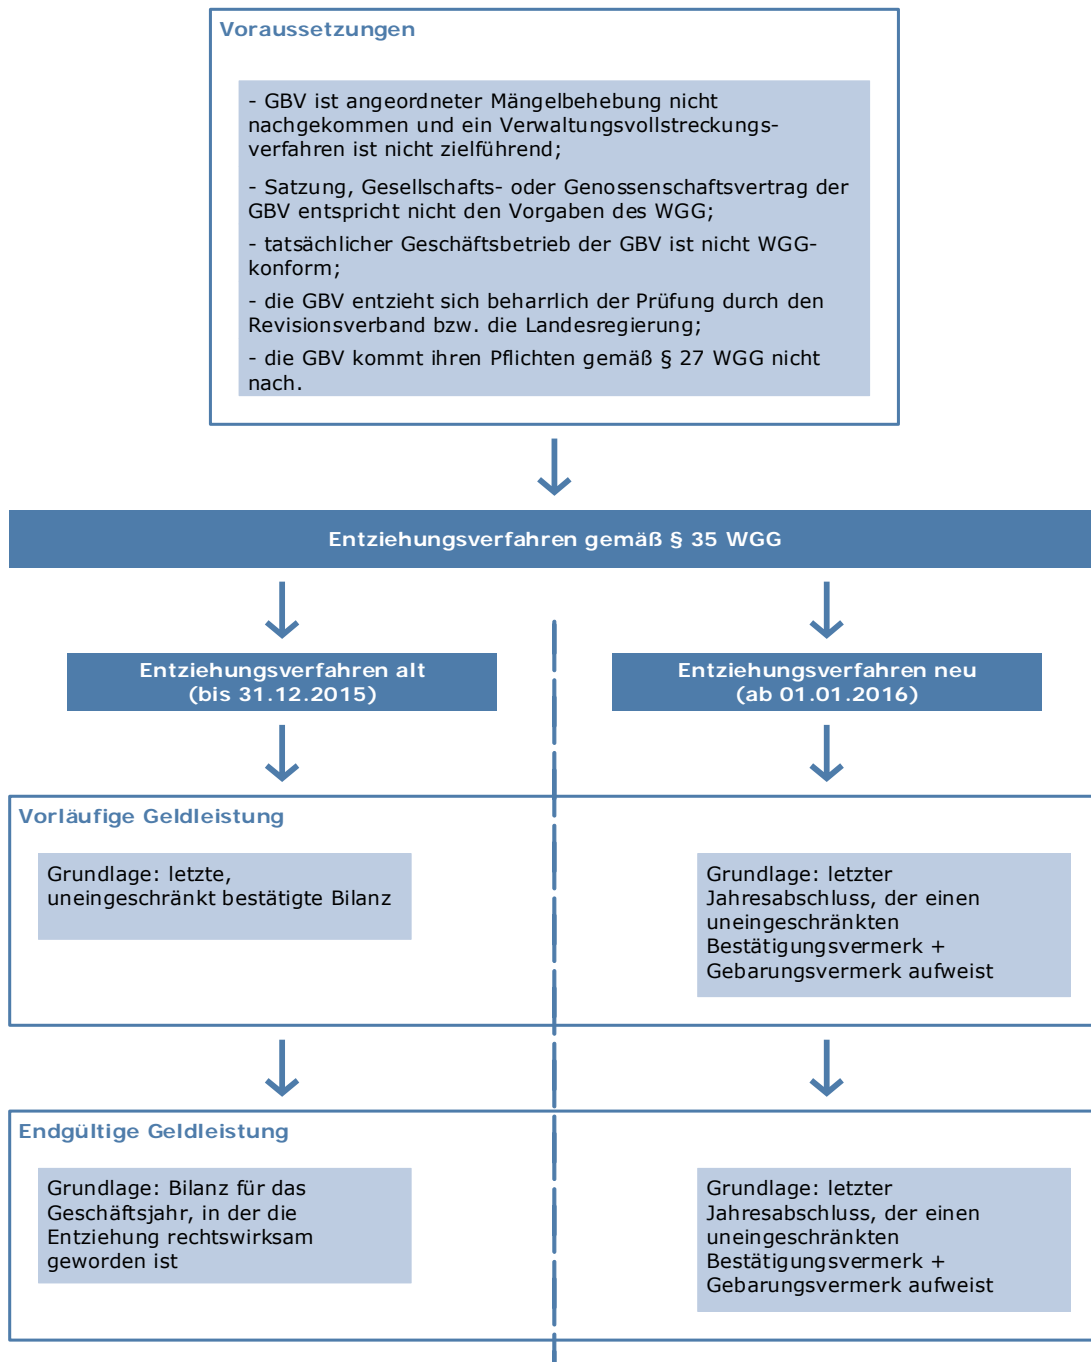 Voraussetzungen
- GBV ist angeordneter Mängelbehebung nicht
nachgekommen und ein Verwaltungsvollstreckungs-
verfahren ist nicht zielführend;
- Satzung, Gesellschafts- oder Genossenschaftsvertrag der
GBV entspricht nicht den Vorgaben des WGG;
- tatsächlicher Geschäftsbetrieb der GBV ist nicht WGG-
konform;
- die GBV entzieht sich beharrlich der Prüfung durch den
Revisionsverband bzw. die Landesregierung;
- die GBV kommt ihren Pflichten gemäß § 27 WGG nicht
nach.
Entziehungsverfahren gemäß § 35 WGG
Entziehungsverfahren alt
(bis 31.12.2015)
Entziehungsverfahren neu
(ab 01.01.2016)
Vorläufige Geldleistung
Grundlage: letzte,
uneingeschränkt bestätigte Bilanz
Grundlage: letzter
Jahresabschluss, der einen
uneingeschränkten
Bestätigungsvermerk +
Gebarungsvermerk aufweist
Endgültige Geldleistung
Grundlage: Bilanz für das
Geschäftsjahr, in der die
Entziehung rechtswirksam
geworden ist
Grundlage: letzter
Jahresabschluss, der einen
uneingeschränkten
Bestätigungsvermerk +
Gebarungsvermerk aufweist